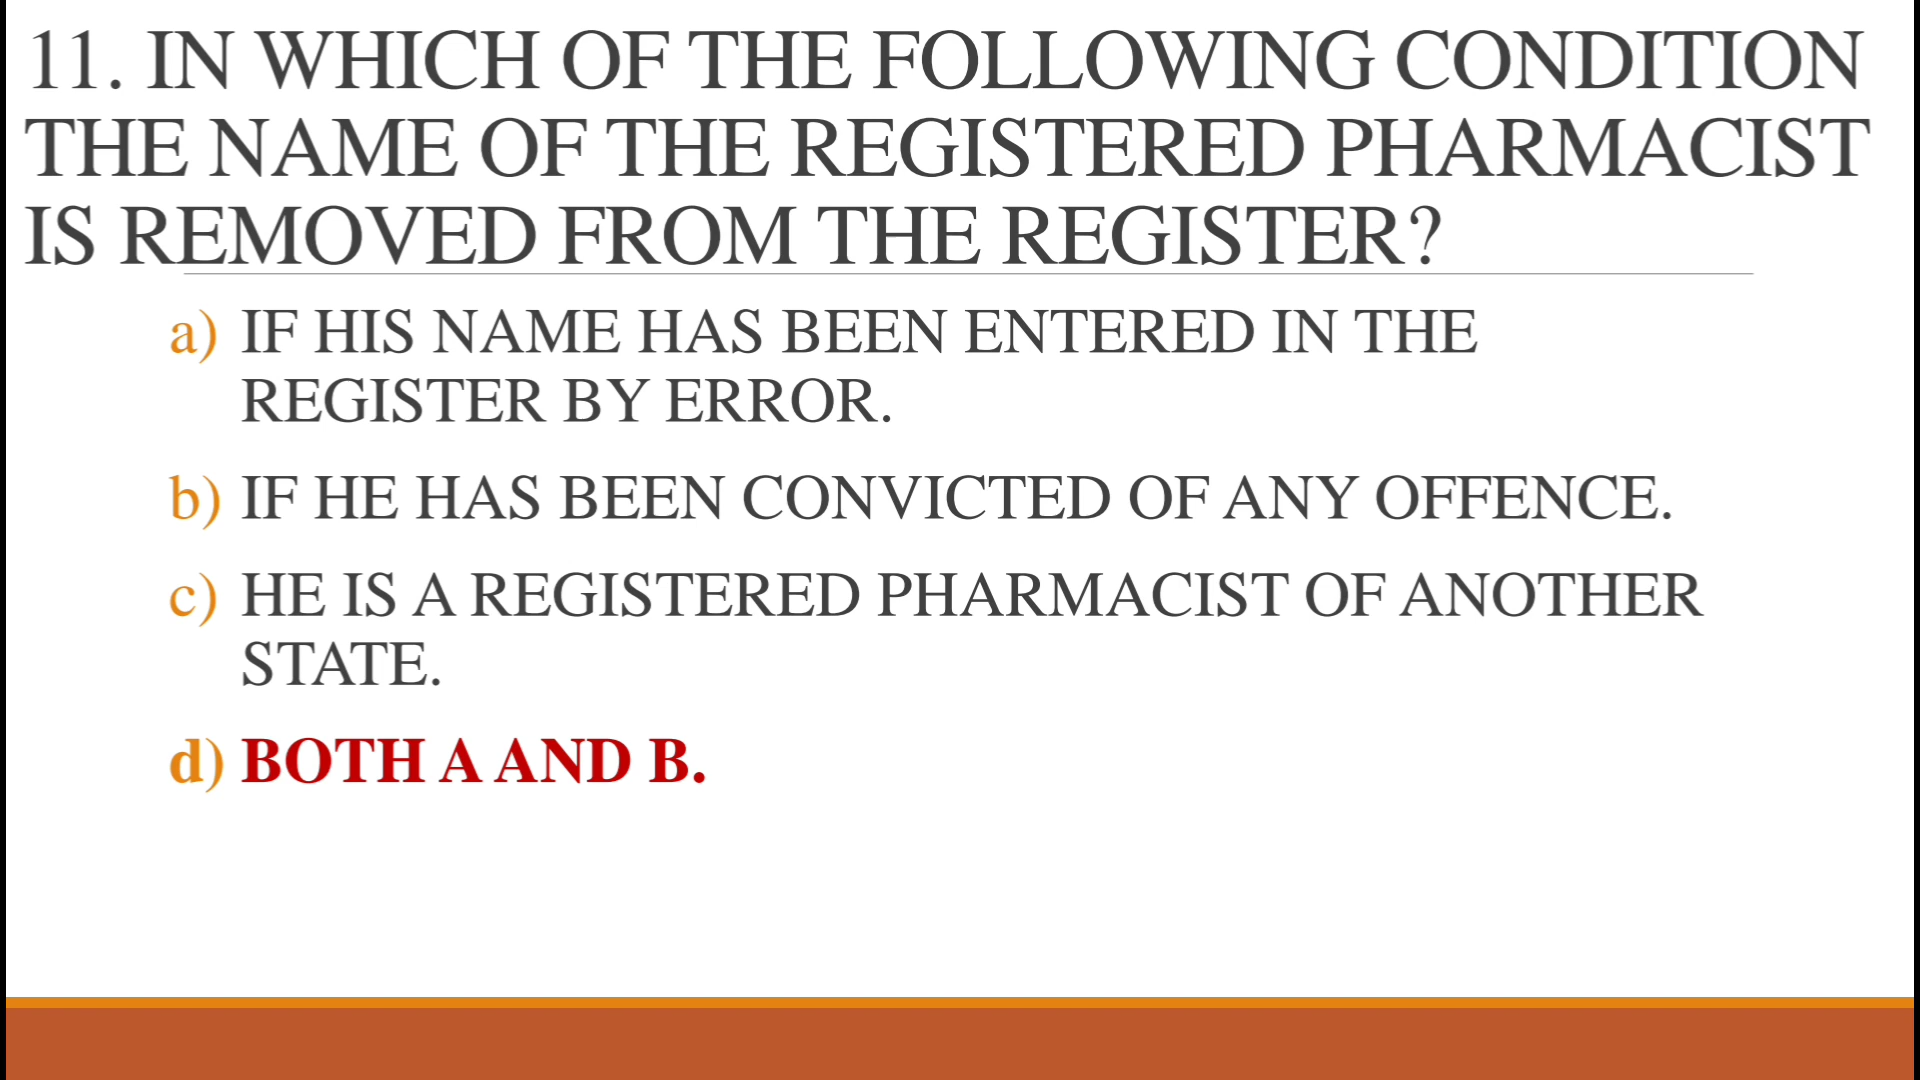 11. IN WHICH OF THE FOLLOWING CONDITION
THE NAME OF THE REGISTERED PHARMACIST
IS REMOVED FROM THE REGISTER?
a) IF HIS NAME HAS BEEN ENTERED IN THE
REGISTER BY ERROR.
b) IF HE HAS BEEN CONVICTED OF ANY OFFENCE.
c) HE IS A REGISTERED PHARMACIST OF ANOTHER
STATE.
d) BOTH A AND B.